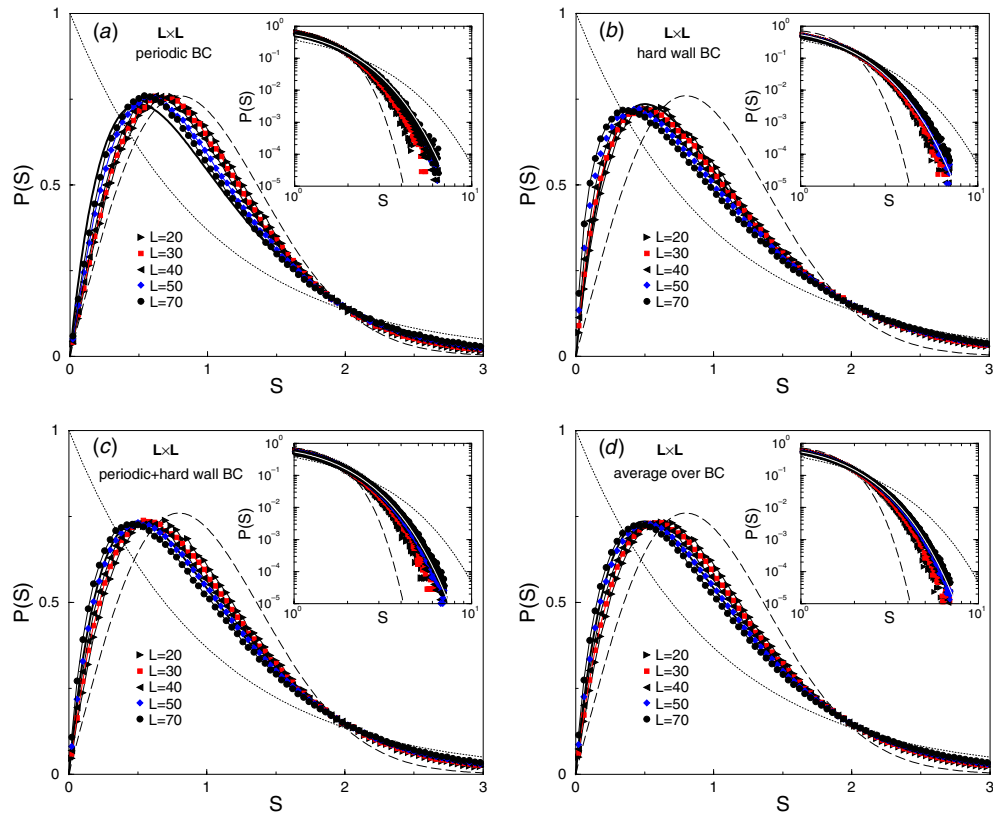 (a)
L×L
periodic BC
P(S)
1
0.5
0
0
1
2
3
S
L=20
L=30
L=40
L=50
L=70
P(S)
10^0
10^-1
10^-2
10^-3
10^-4
10^-5
10^0
10^1
S
(b)
L×L
hard wall BC
P(S)
1
0.5
0
0
1
2
3
S
L=20
L=30
L=40
L=50
L=70
P(S)
10^0
10^-1
10^-2
10^-3
10^-4
10^-5
10^0
10^1
S
(c)
L×L
periodic+hard wall BC
P(S)
1
0.5
0
0
1
2
3
S
L=20
L=30
L=40
L=50
L=70
P(S)
10^0
10^-1
10^-2
10^-3
10^-4
10^-5
10^0
10^1
S
(d)
L×L
average over BC
P(S)
1
0.5
0
0
1
2
3
S
L=20
L=30
L=40
L=50
L=70
P(S)
10^0
10^-1
10^-2
10^-3
10^-4
10^-5
10^0
10^1
S